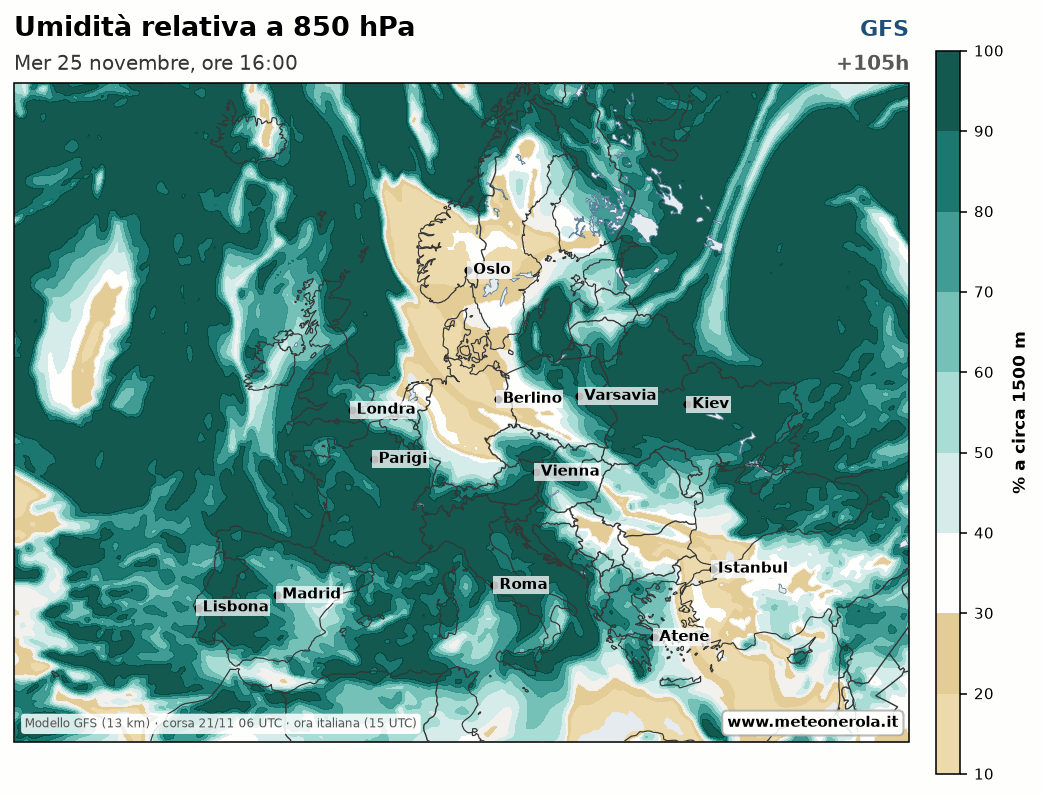 Umidità relativa a 850 hPa
GFS
Mer 25 novembre, ore 16:00
+105h
100
90
80
70
60
50
40
30
20
10
% a circa 1500 m
Oslo
Londra
Berlino
Varsavia
Kiev
Parigi
Vienna
Lisbona
Madrid
Roma
Istanbul
Atene
Modello GFS (13 km) · corsa 21/11 06 UTC · ora italiana (15 UTC)
www.meteonerola.it